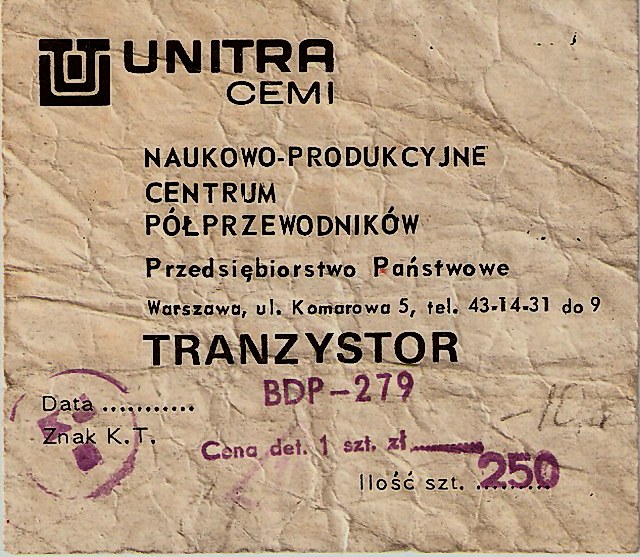 UNITRA
CEMI
NAUKOWO-PRODUKCYJNE
CENTRUM
PÓŁPRZEWODNIKÓW
Przedsiębiorstwo Państwowe
Warszawa, ul. Komarowa 5, tel. 43-14-31 do 9
TRANZYSTOR
BDP-279
Data ...........
Znak K.T.
Cena det. 1 szt. zł..........
Ilość szt. ..250..